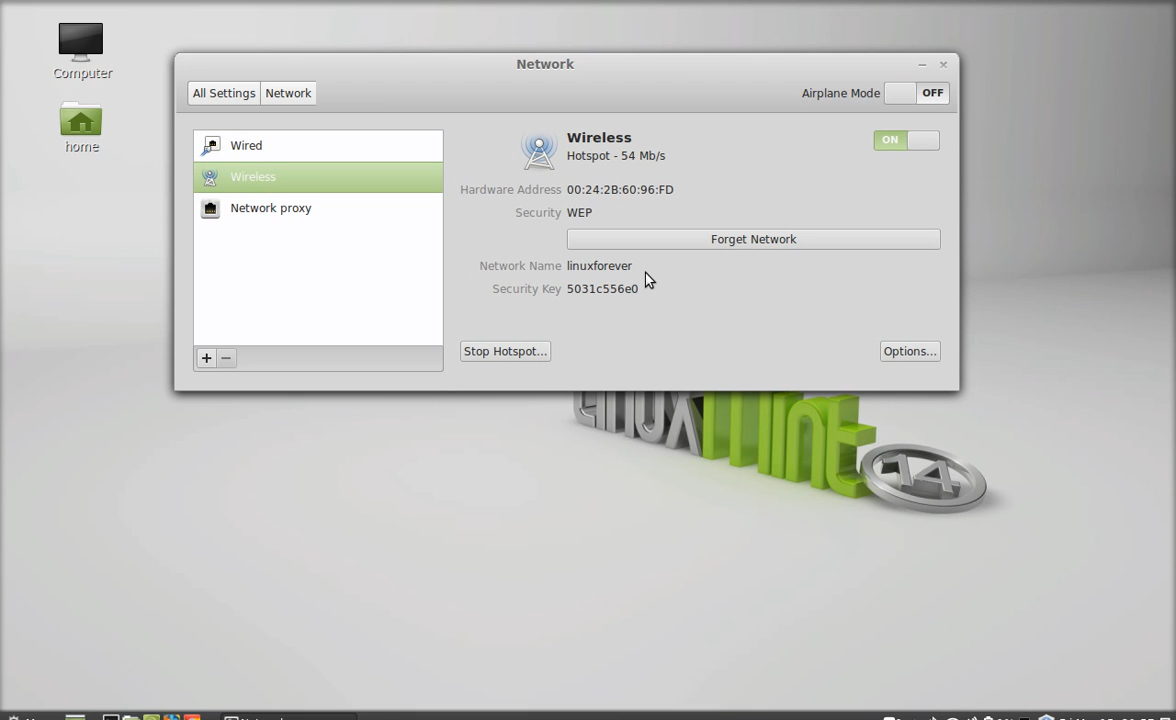 Computer
home
Network
All Settings
Network
Airplane Mode
OFF
Wired
Wireless
Network proxy
Wireless
ON
Hotspot - 54 Mb/s
Hardware Address 00:24:2B:60:96:FD
Security WEP
Forget Network
Network Name linuxforever
Security Key 5031c556e0
Stop Hotspot...
Options...
linuxmint
14